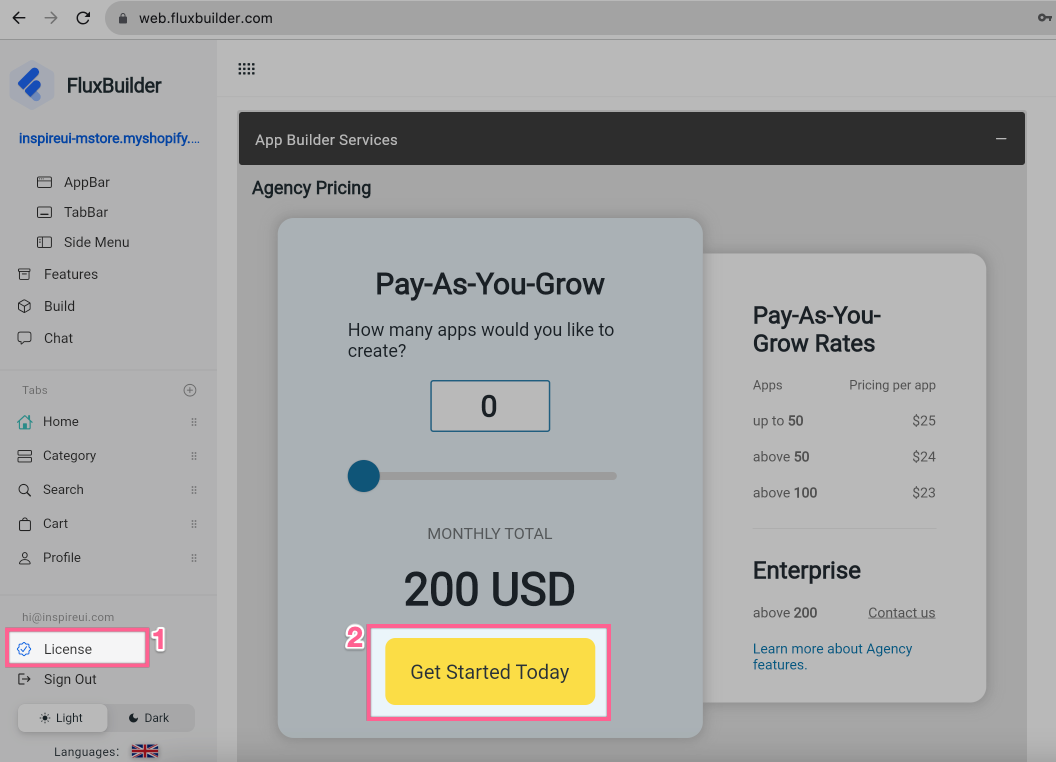 web.fluxbuilder.com
FluxBuilder
inspireui-mstore.myshopify....
AppBar
TabBar
Side Menu
Features
Build
Chat
Tabs
Home
Category
Search
Cart
Profile
hi@inspireui.com
License
1
Sign Out
Light
Dark
Languages:
App Builder Services
Agency Pricing
Pay-As-You-Grow
How many apps would you like to
create?
0
MONTHLY TOTAL
200 USD
2
Get Started Today
Pay-As-You-
Grow Rates
Apps Pricing per app
up to 50 $25
above 50 $24
above 100 $23
Enterprise
above 200 Contact us
Learn more about Agency
features.